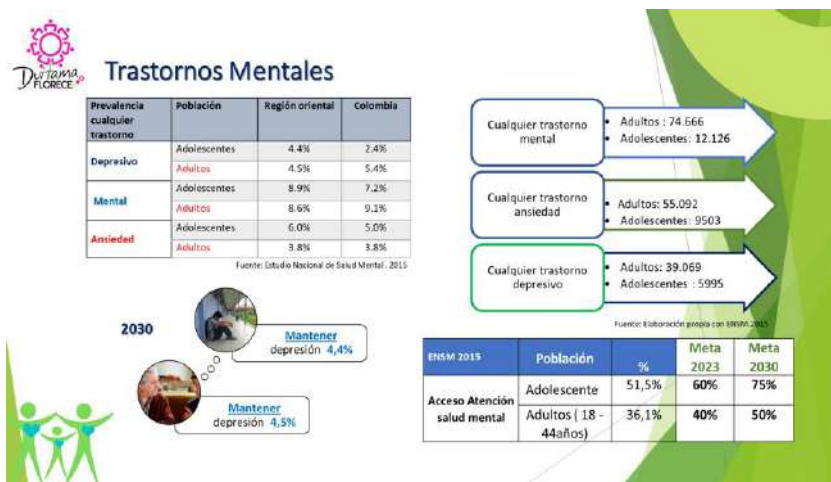 Duitama
FLORECE
Trastornos Mentales
Prevalencia cualquier trastorno | Población | Región oriental | Colombia
Depresivo | Adolescentes | 4.4% | 2.4%
Adultos | 4.5% | 5.4%
Mental | Adolescentes | 8.9% | 7.2%
Adultos | 8.6% | 9.1%
Ansiedad | Adolescentes | 6.0% | 5.0%
Adultos | 3.8% | 3.8%
Fuente: Estudio Nacional de Salud Mental. 2015
2030
Mantener
depresión 4,4%
Mantener
depresión 4,5%
Cualquier trastorno
mental
• Adultos : 74.666
• Adolescentes: 12.126
Cualquier trastorno
ansiedad
• Adultos: 55.092
• Adolescentes: 9503
Cualquier trastorno
depresivo
• Adultos: 39.069
• Adolescentes : 5995
Fuente: Elaboración propia con ENSM 2015
ENSM 2015 | Población | % | Meta 2023 | Meta 2030
Acceso Atención salud mental | Adolescente | 51,5% | 60% | 75%
Adultos ( 18 - 44años) | 36,1% | 40% | 50%